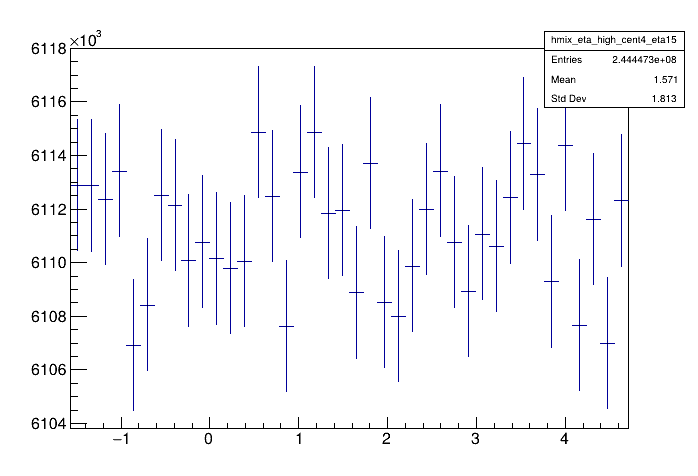 ×10³
hmix_eta_high_cent4_eta15
Entries 2.444473e+08
Mean 1.571
Std Dev 1.813
6118
6116
6114
6112
6110
6108
6106
6104
−1 0 1 2 3 4